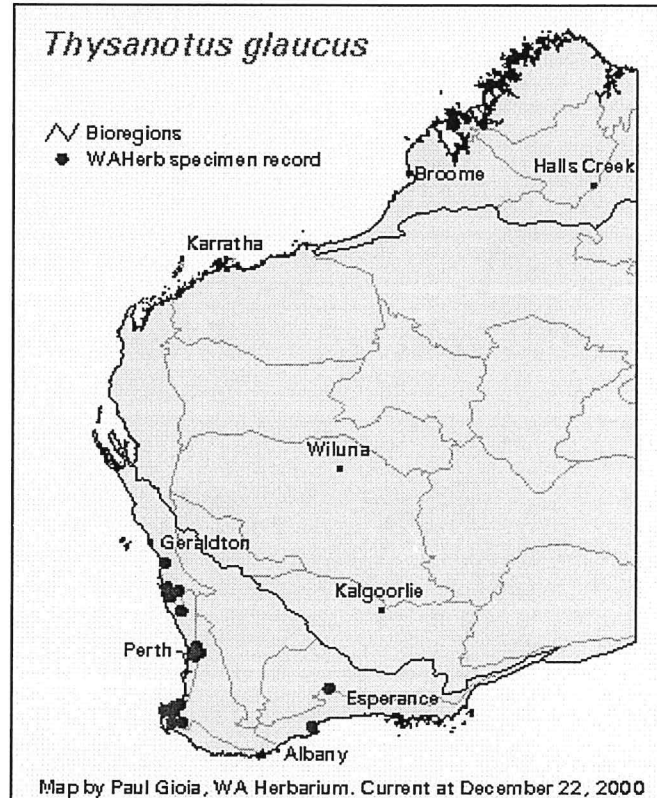 Thysanotus glaucus
Bioregions
WAHerb specimen record
Broome
Halls Creek
Karratha
Wiluna
Geraldton
Kalgoorlie
Perth
Esperance
Albany
Map by Paul Gioia, WA Herbarium. Current at December 22, 2000